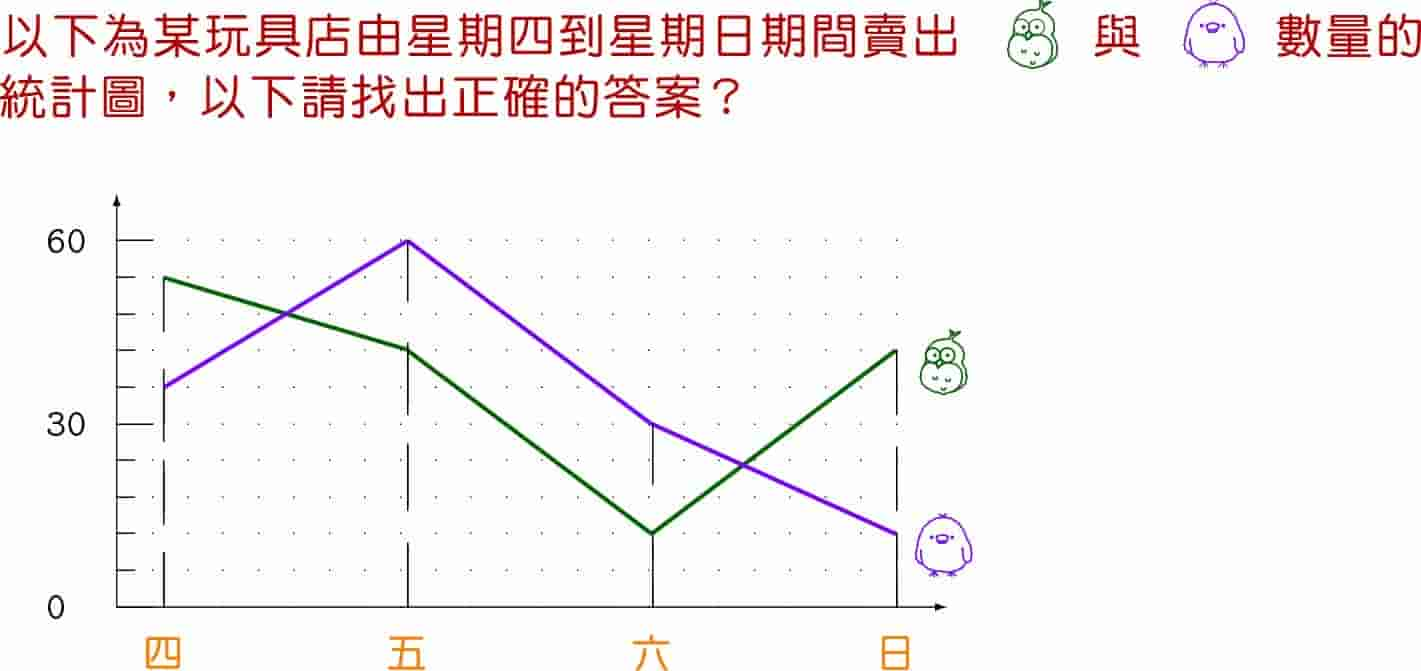 以下為某玩具店由星期四到星期日期間賣出 與 數量的
統計圖，以下請找出正確的答案？
60
30
0
四 五 六 日